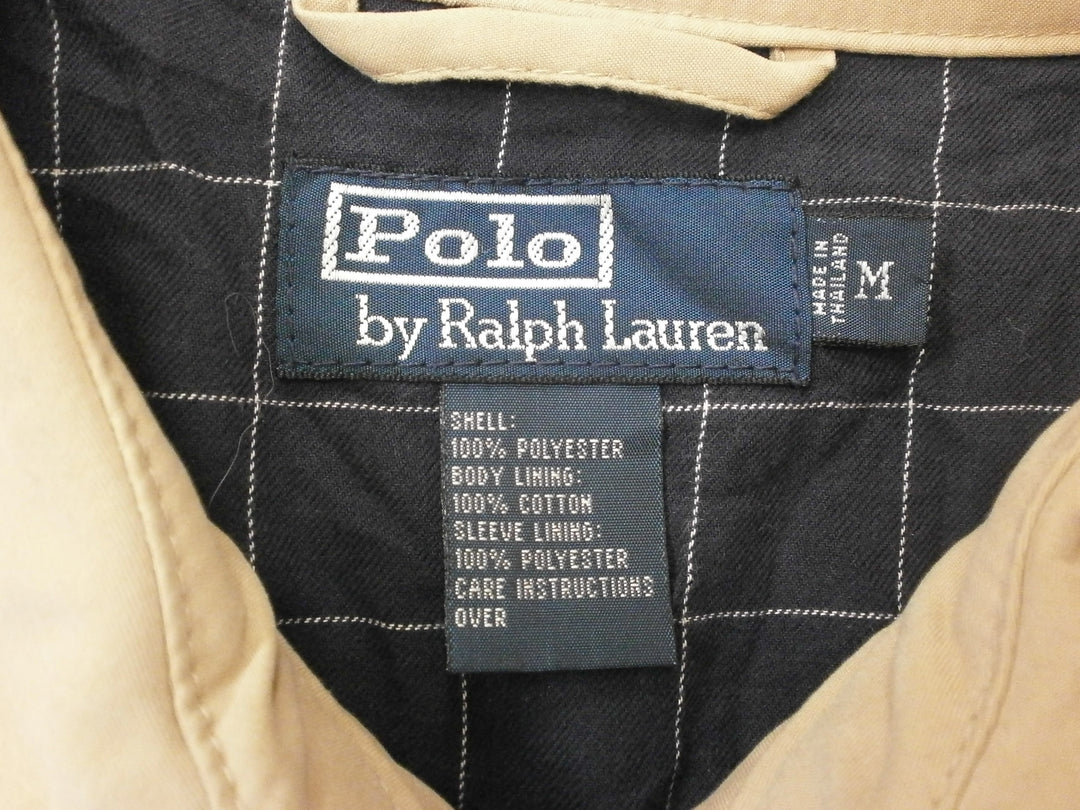 Polo
by Ralph Lauren
MADE IN
THAILAND
M
SHELL:
100% POLYESTER
BODY LINING:
100% COTTON
SLEEVE LINING:
100% POLYESTER
CARE INSTRUCTIONS
OVER